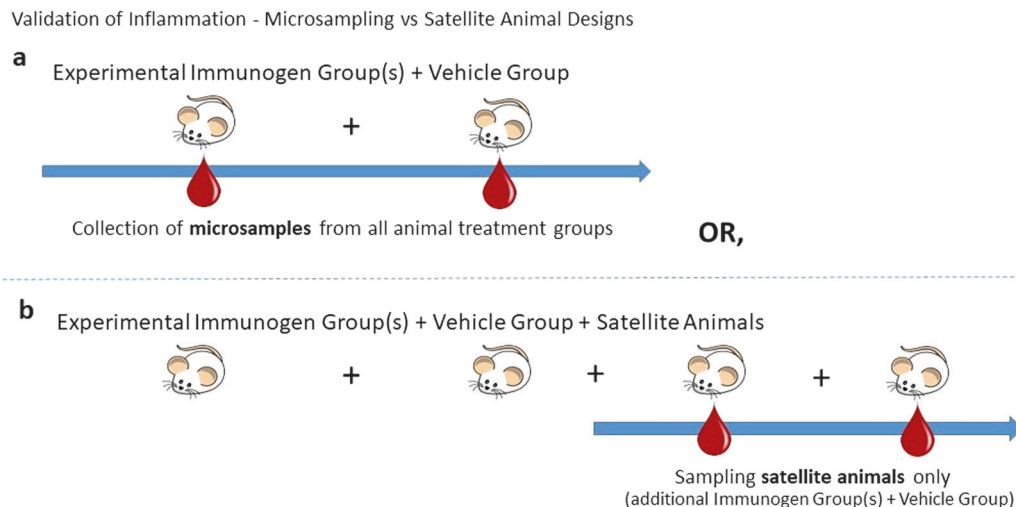 Validation of Inflammation - Microsampling vs Satellite Animal Designs
a
Experimental Immunogen Group(s) + Vehicle Group
+
Collection of microsamples from all animal treatment groups
OR,
b
Experimental Immunogen Group(s) + Vehicle Group + Satellite Animals
+ + +
Sampling satellite animals only
(additional Immunogen Group(s) + Vehicle Group)